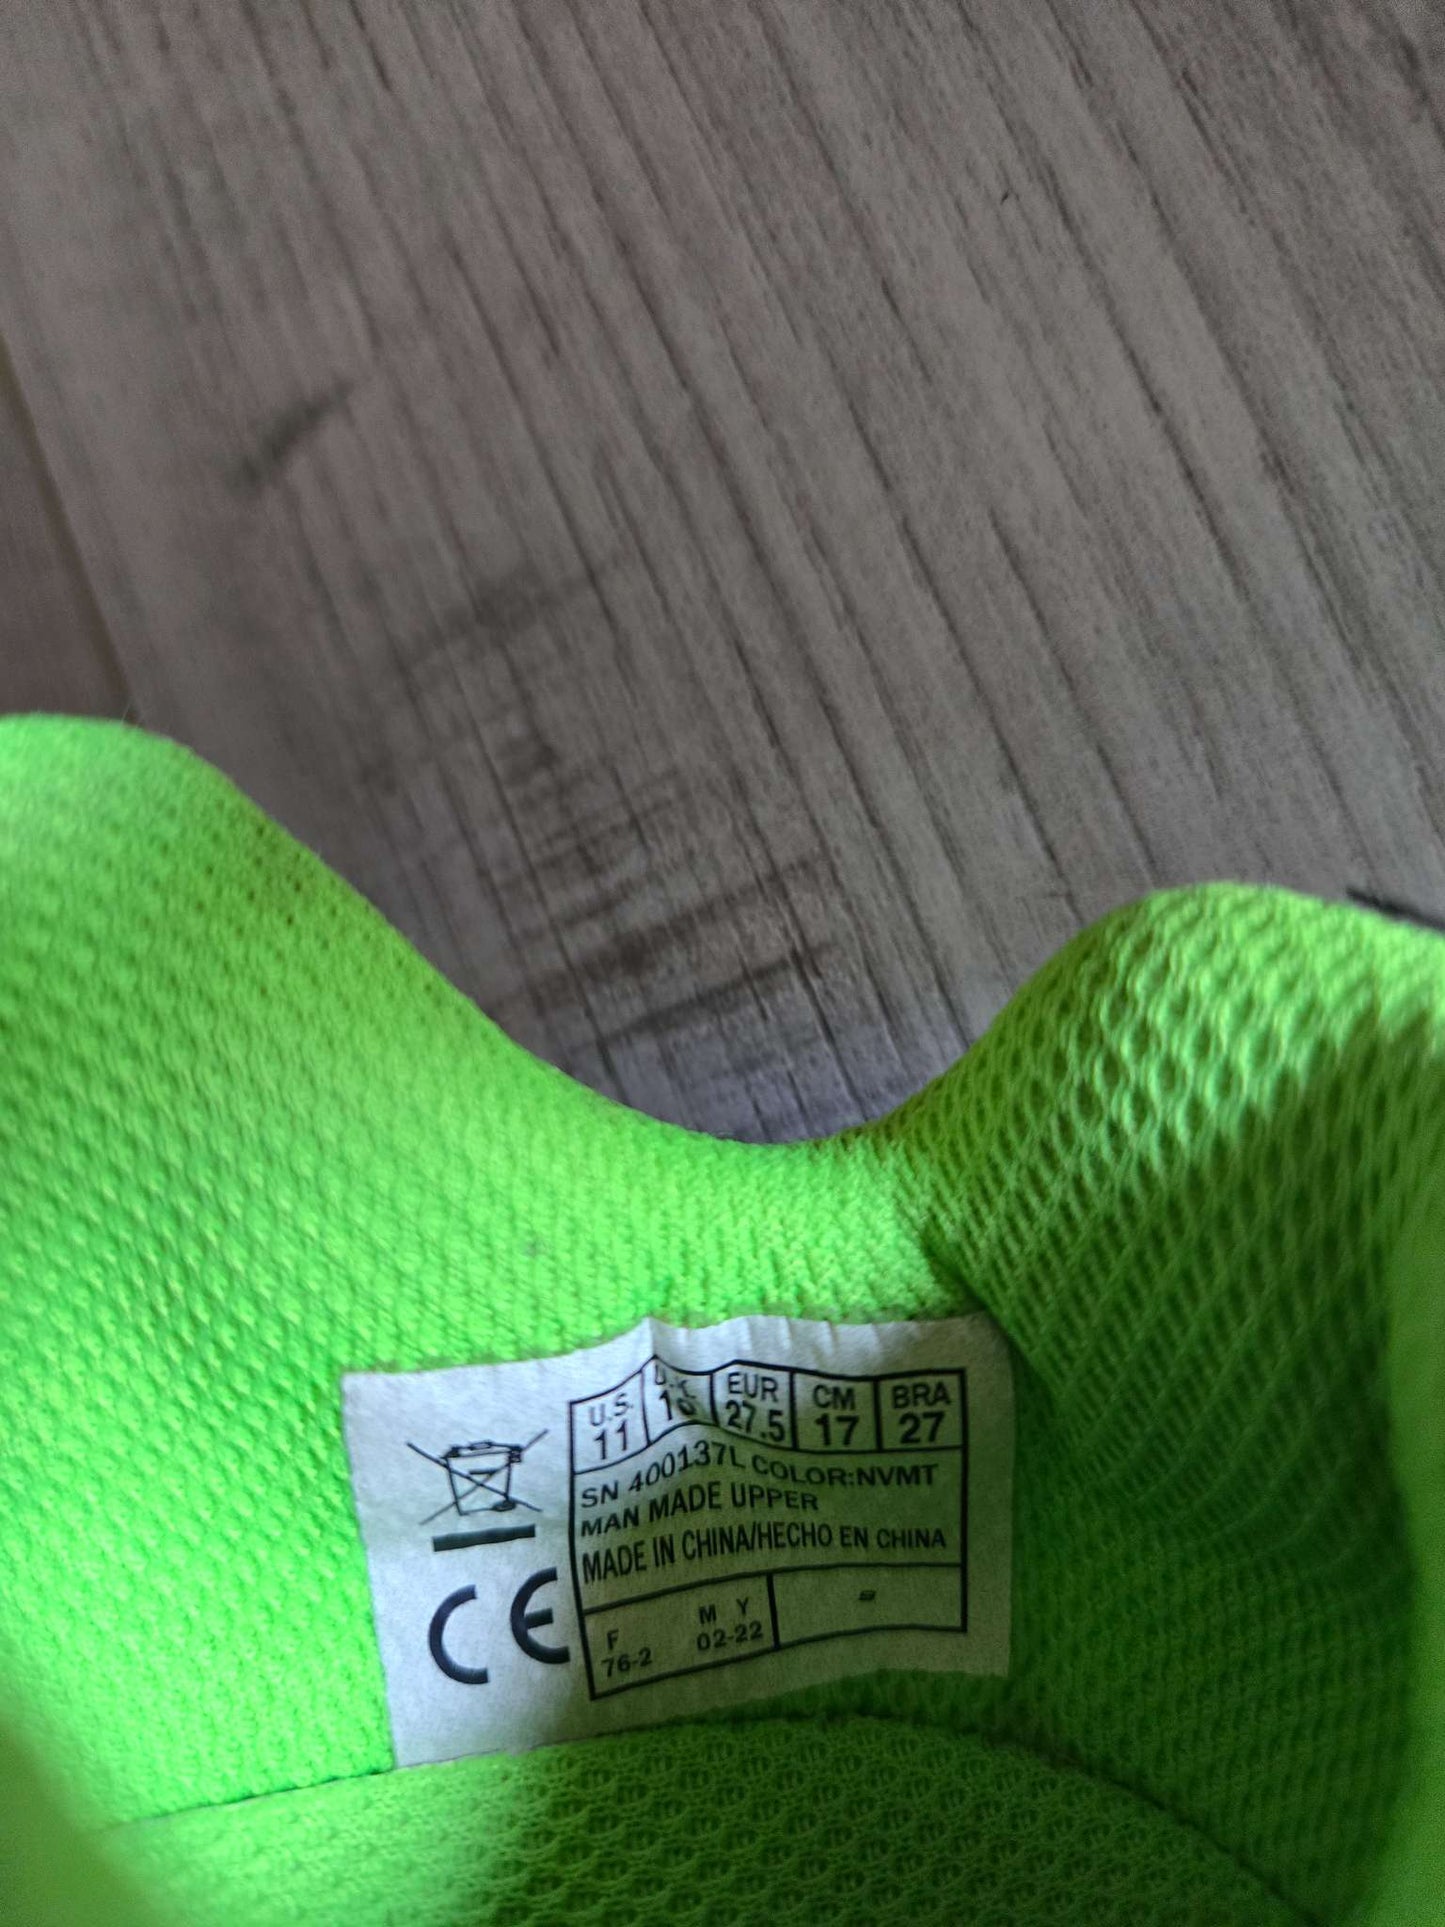 U.S. U.K. EUR CM BRA
11 10 27.5 17 27
SN 400137L COLOR:NVMT
MAN MADE UPPER
MADE IN CHINA/HECHO EN CHINA
F M Y
76-2 02-22
S
CE